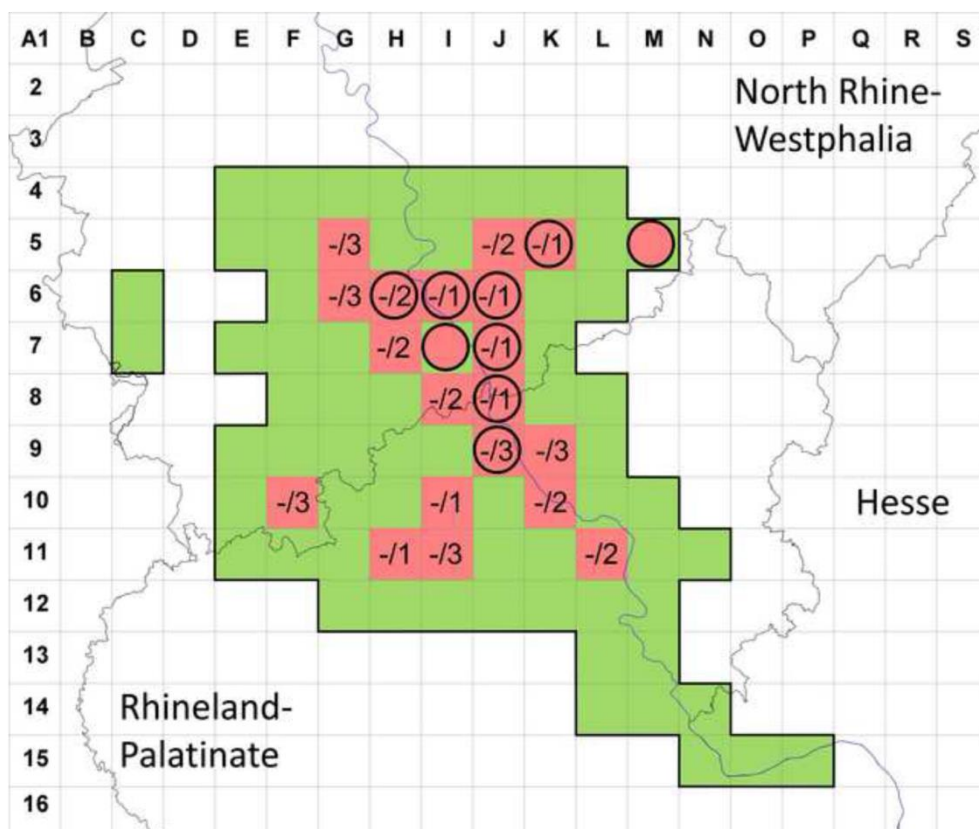 A1 B C D E F G H I J K L M N O P Q R S
2 North Rhine-
3 Westphalia
4
5 -/3 -/2 -/1
6 -/3 -/2 -/1 -/1
7 -/2 -/1
8 -/2 -/1
9 -/3 -/3
10 -/3 -/1 -/2 Hesse
11 -/1 -/3 -/2
12
13
14 Rhineland-
15 Palatinate
16